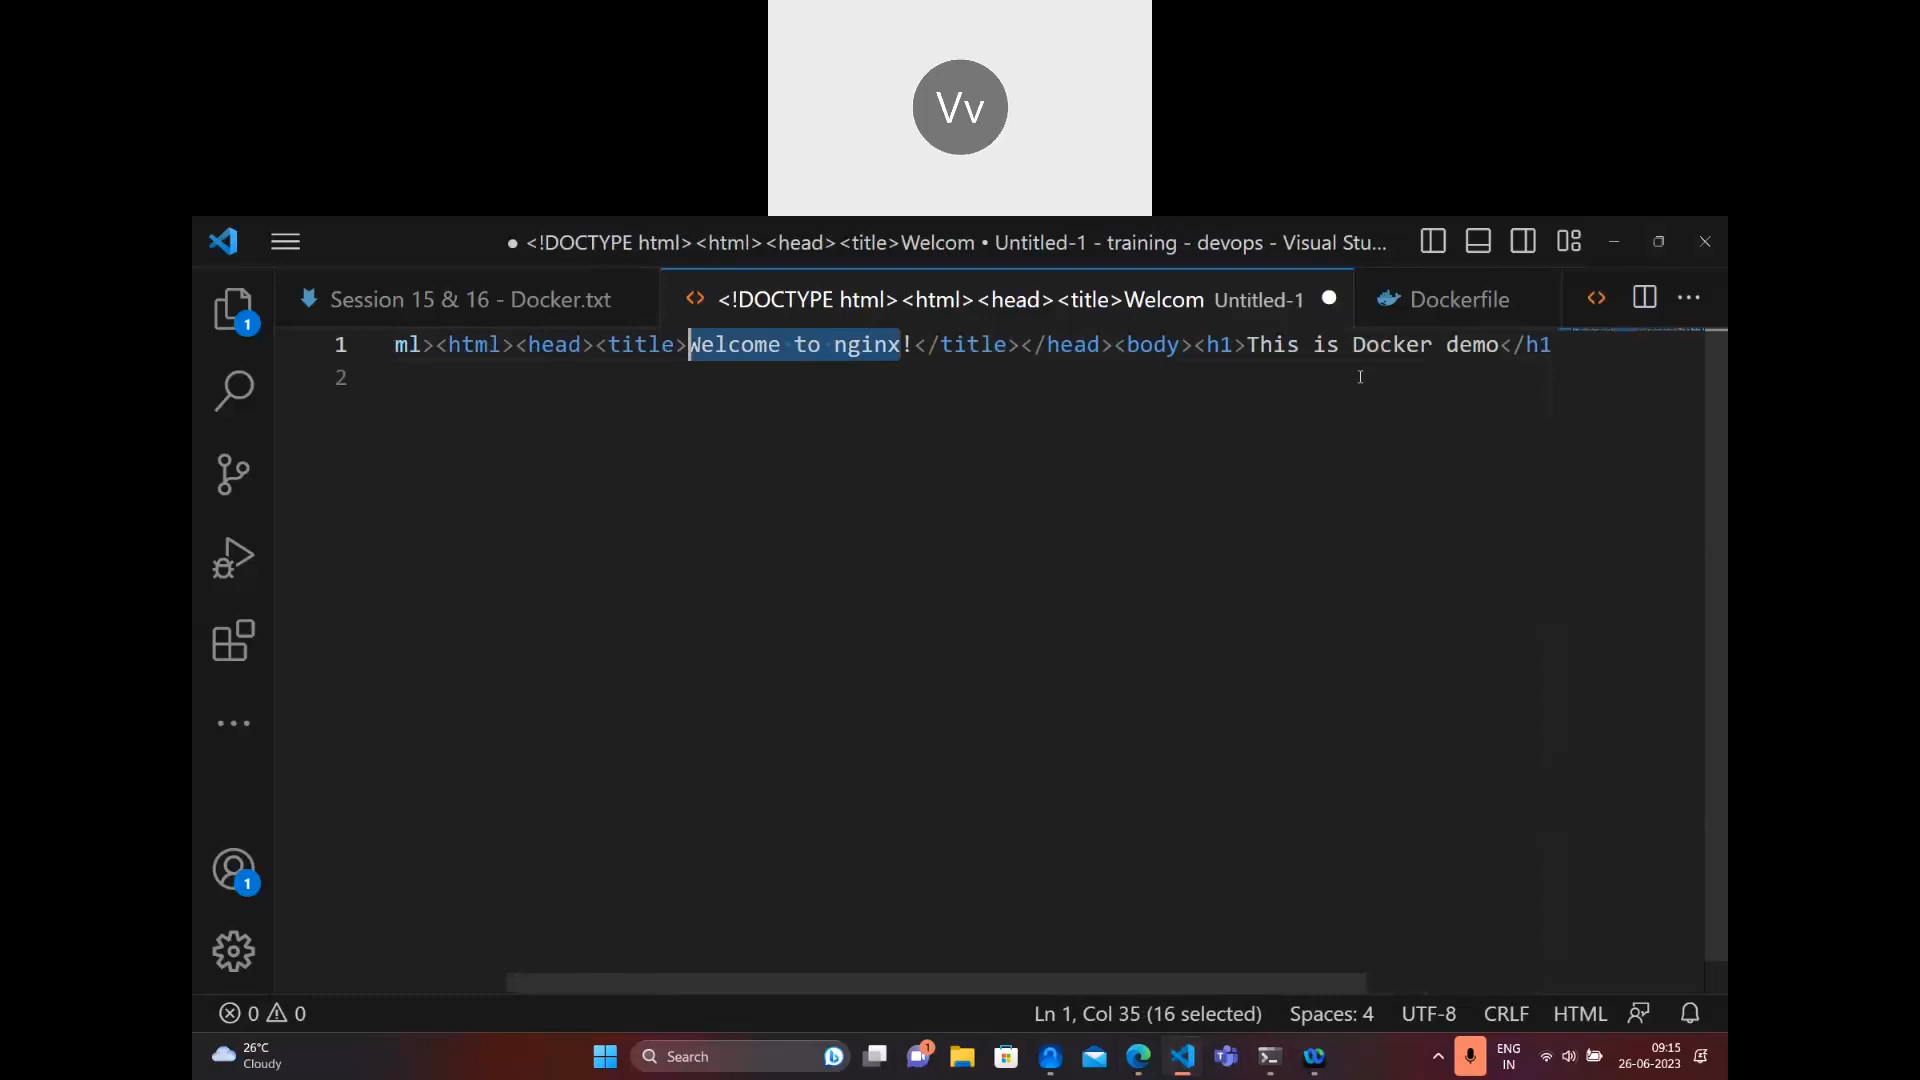 Vv
<!DOCTYPE html><html><head><title>Welcom • Untitled-1 - training - devops - Visual Stu...
Session 15 & 16 - Docker.txt
<!DOCTYPE html><html><head><title>Welcom Untitled-1
Dockerfile
1 ml><html><head><title>Welcome to nginx!</title></head><body><h1>This is Docker demo</h1
2
1
1
0 0
Ln 1, Col 35 (16 selected) Spaces: 4 UTF-8 CRLF HTML
26°C
Cloudy
Search
1
ENG
IN
09:15
26-06-2023